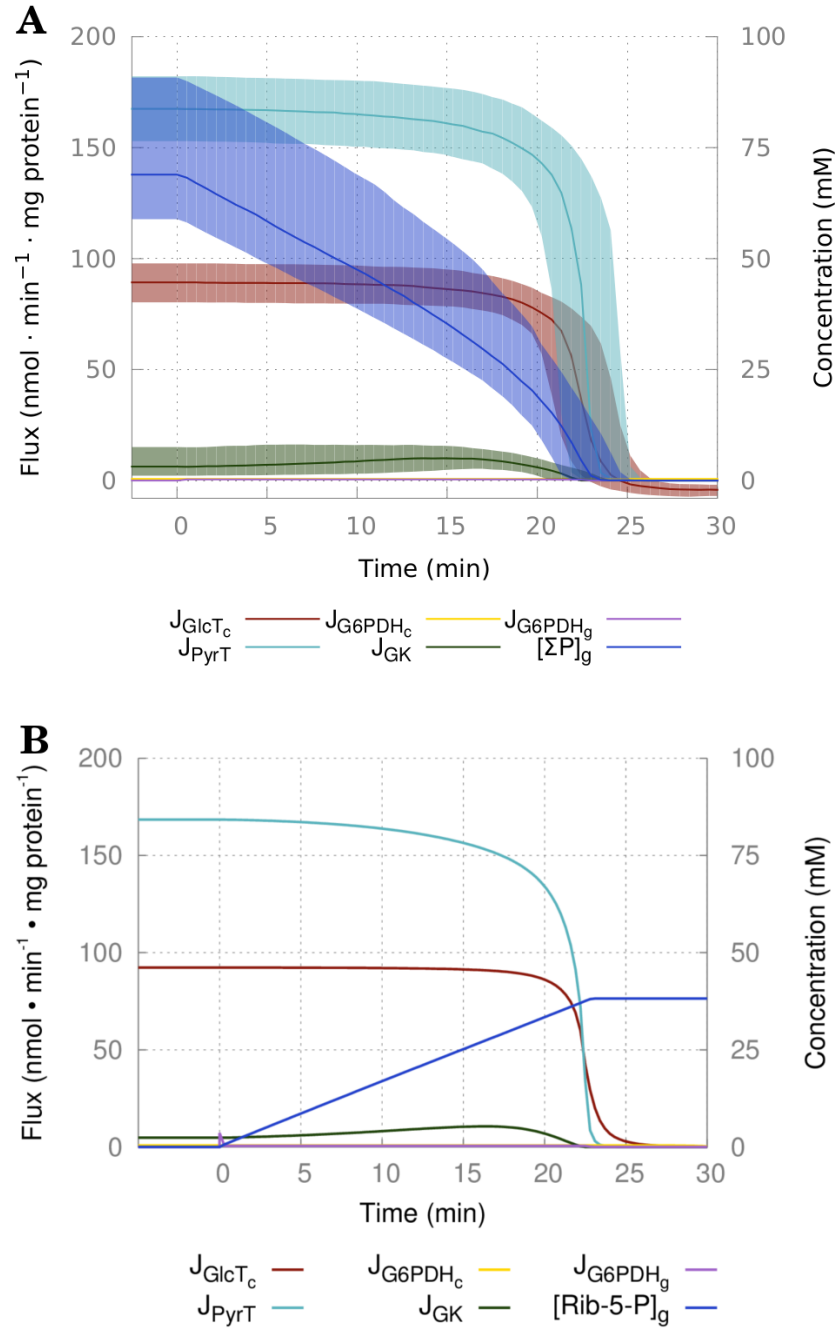 A
200
150
100
50
0
100
75
50
25
0
Flux (nmol · min⁻¹ · mg protein⁻¹)
Concentration (mM)
0 5 10 15 20 25 30
Time (min)
J_GlcT_c J_G6PDH_c J_G6PDH_g
J_PyrT J_GK [ΣP]_g
B
200
150
100
50
0
100
75
50
25
0
Flux (nmol • min⁻¹ • mg protein⁻¹)
Concentration (mM)
0 5 10 15 20 25 30
Time (min)
J_GlcT_c J_G6PDH_c J_G6PDH_g
J_PyrT J_GK [Rib-5-P]_g